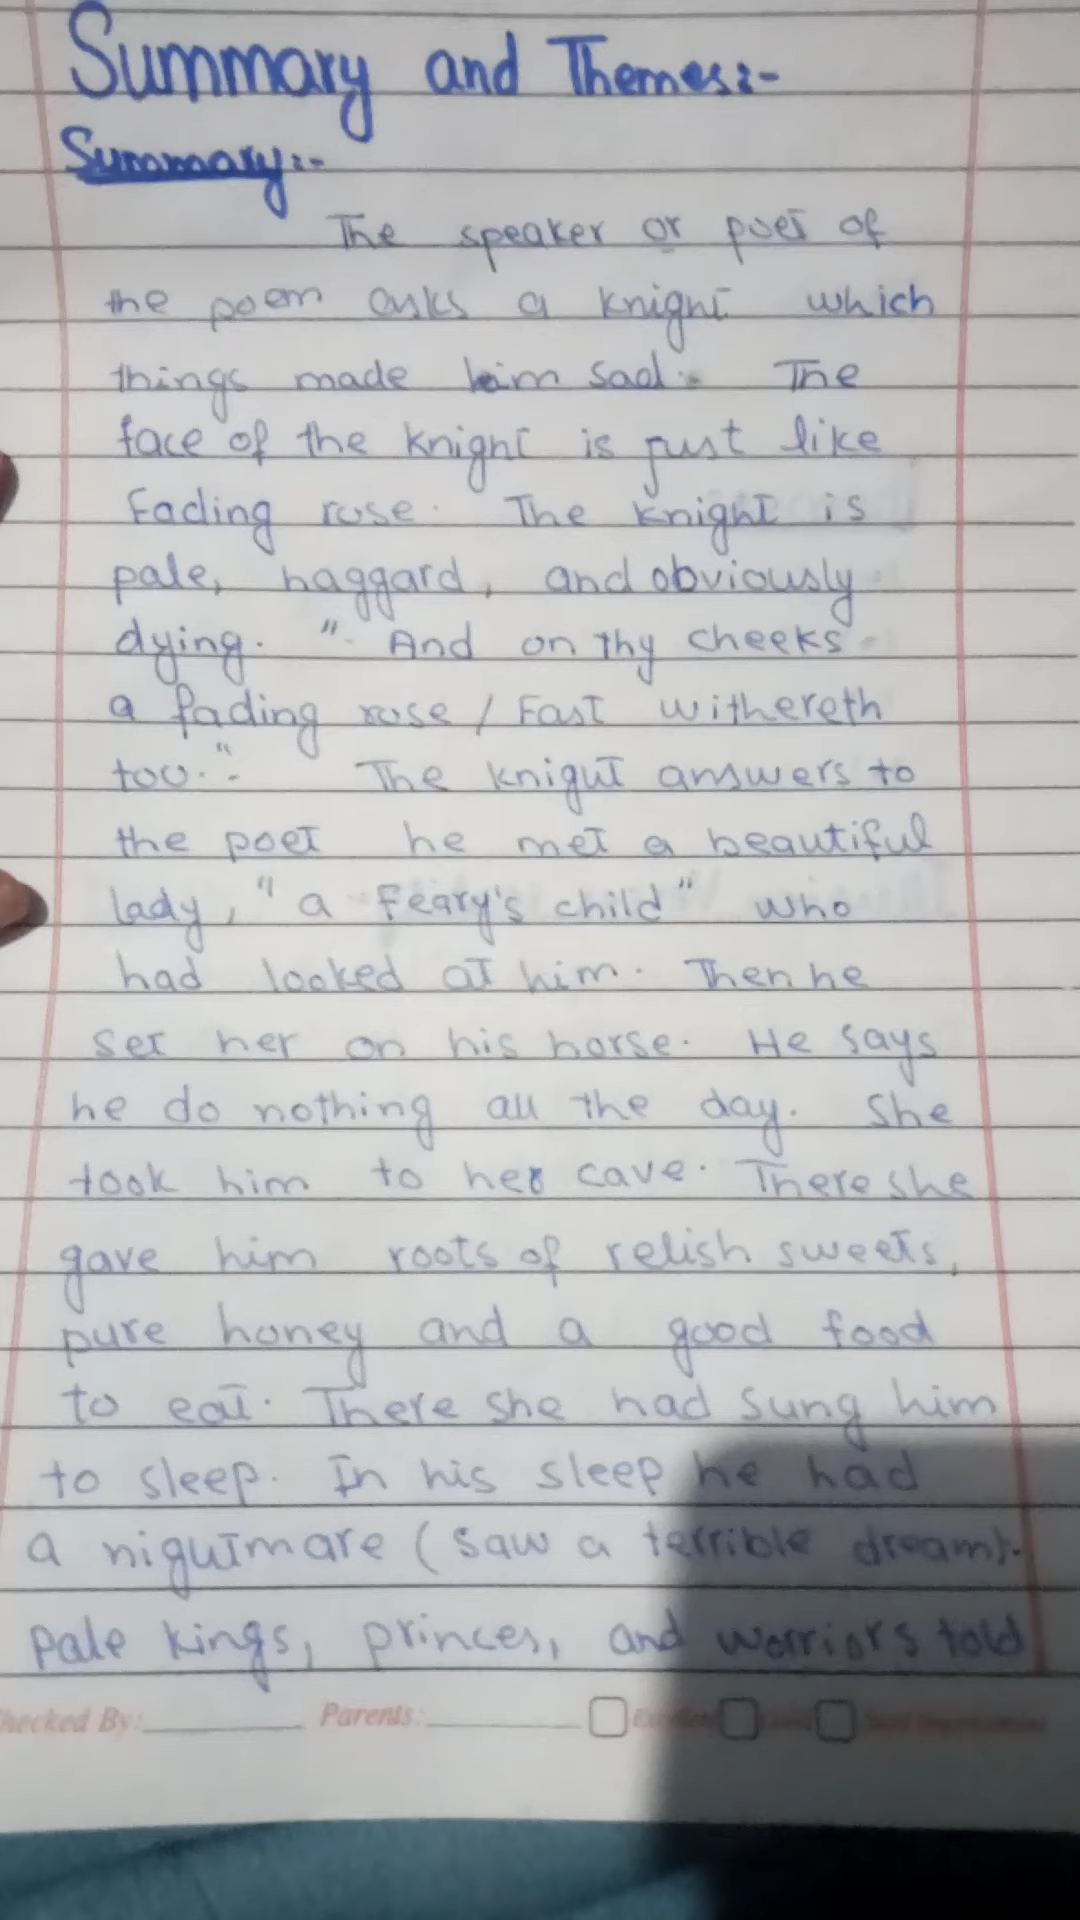 Summary and Themes:-
Summary:-
The speaker or poet of
the poem asks a knight which
things made him sad. The
face of the knight is just like
Fading rose. The knight is
pale, haggard, and obviously
dying. " And on thy cheeks
a fading rose / Fast withereth
too.". The knight answers to
the poet he met a beautiful
lady, "a Feary's child" who
had looked at him. Then he
set her on his horse. He says
he do nothing all the day. She
took him to her cave. There she
gave him roots of relish sweets,
pure honey and a good food
to eat. There she had sung him
to sleep. In his sleep he had
a nightmare (saw a terrible dream).
pale kings, princes, and worriors told
hecked By: Parents: